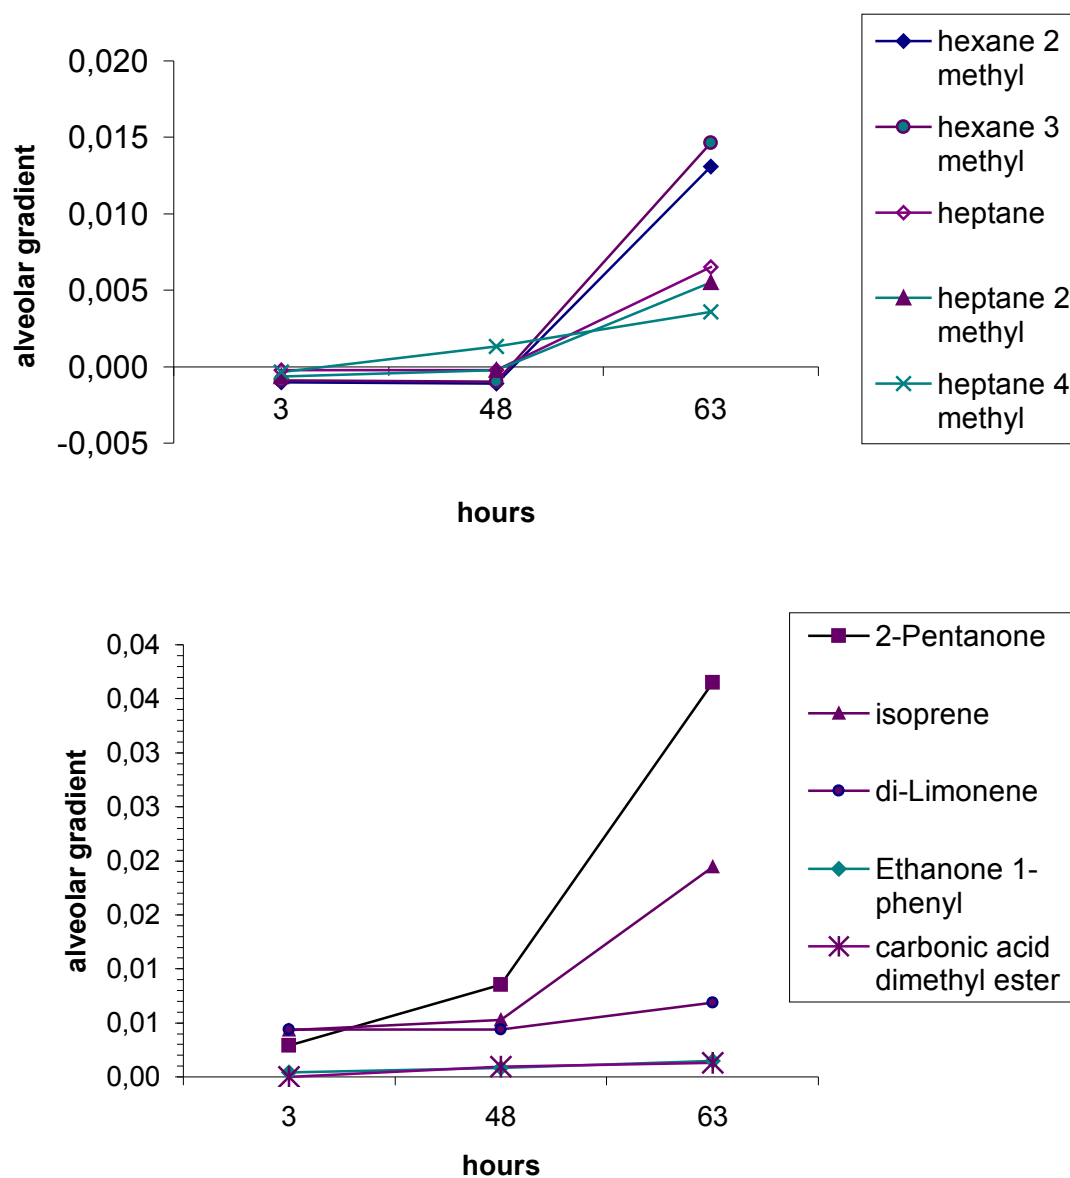 0,020
0,015
0,010
0,005
0,000
-0,005
alveolar gradient
3
48
63
hours
hexane 2
methyl
hexane 3
methyl
heptane
heptane 2
methyl
heptane 4
methyl
0,04
0,04
0,03
0,03
0,02
0,02
0,01
0,01
0,00
alveolar gradient
3
48
63
hours
2-Pentanone
isoprene
di-Limonene
Ethanone 1-
phenyl
carbonic acid
dimethyl ester